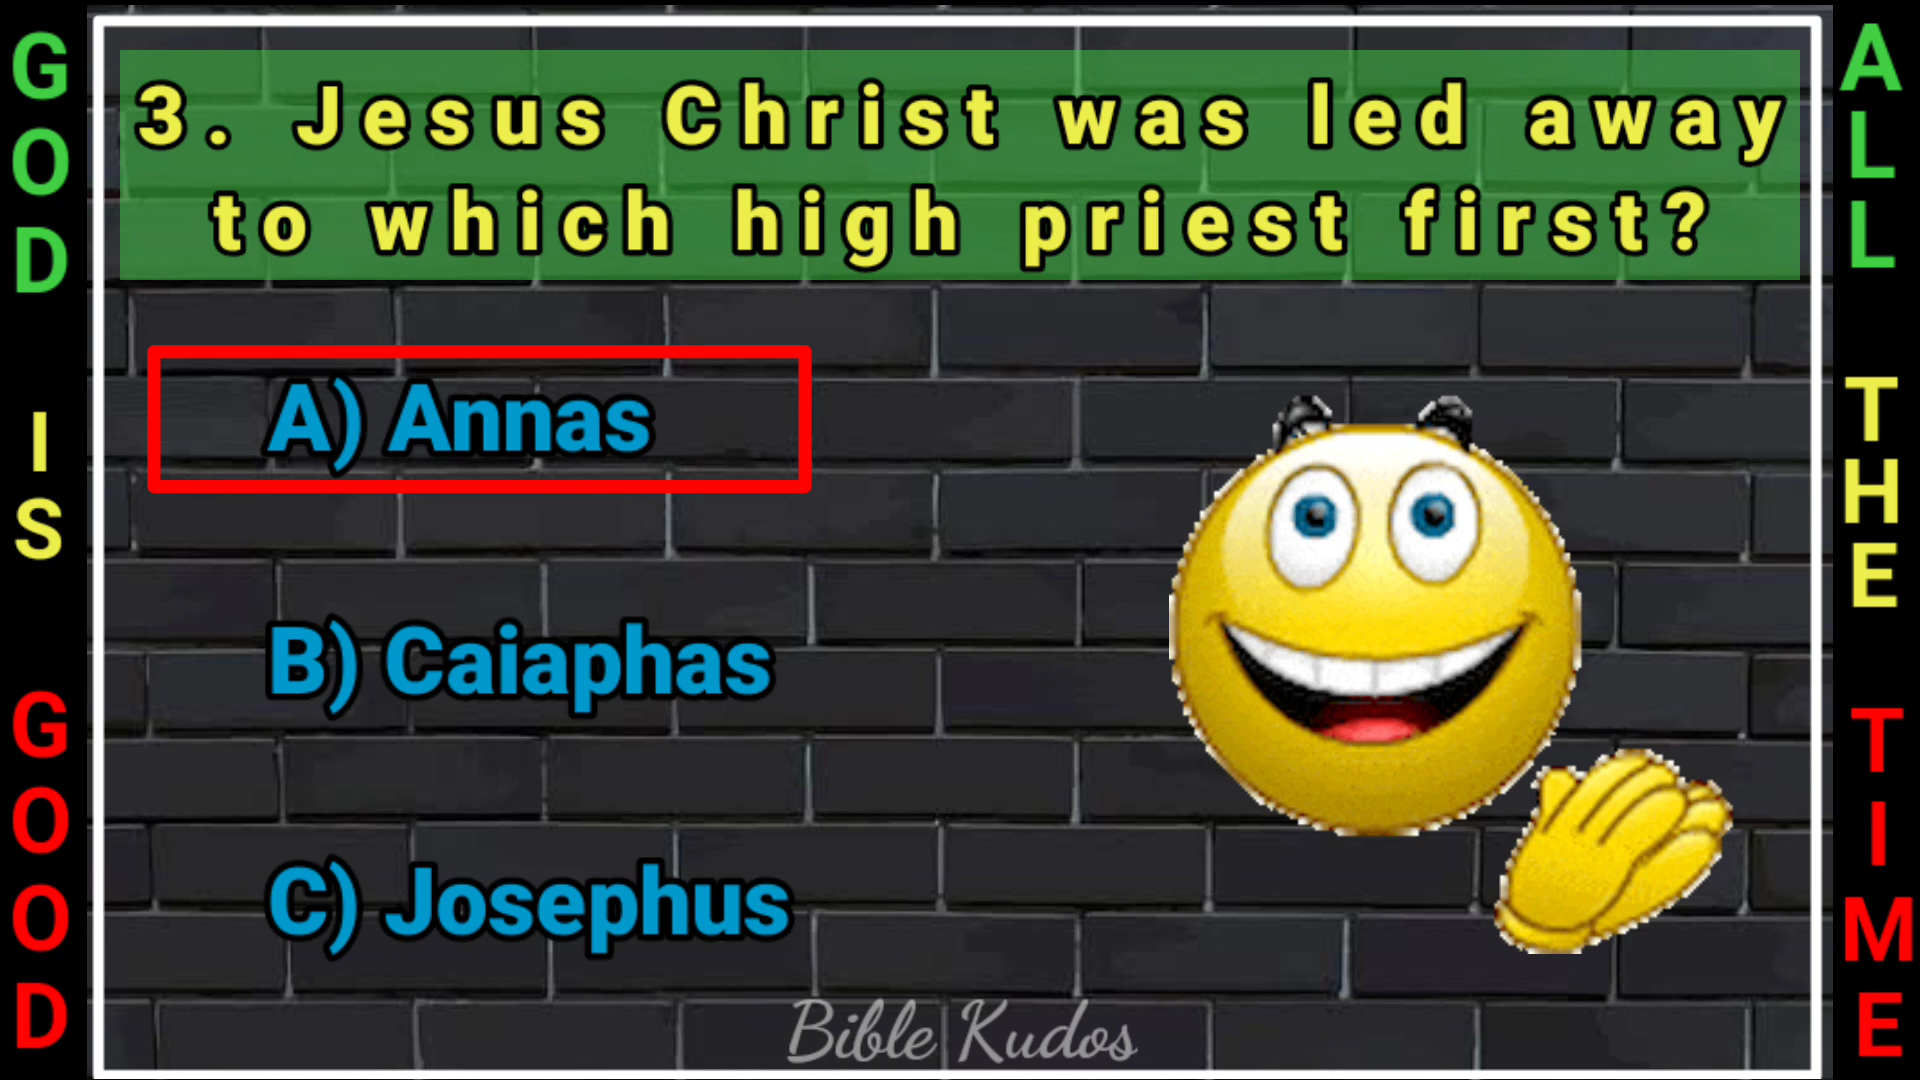 GOD IS GOOD
3. Jesus Christ was led away
to which high priest first?
A) Annas
B) Caiaphas
C) Josephus
Bible Kudos
ALL THE TIME